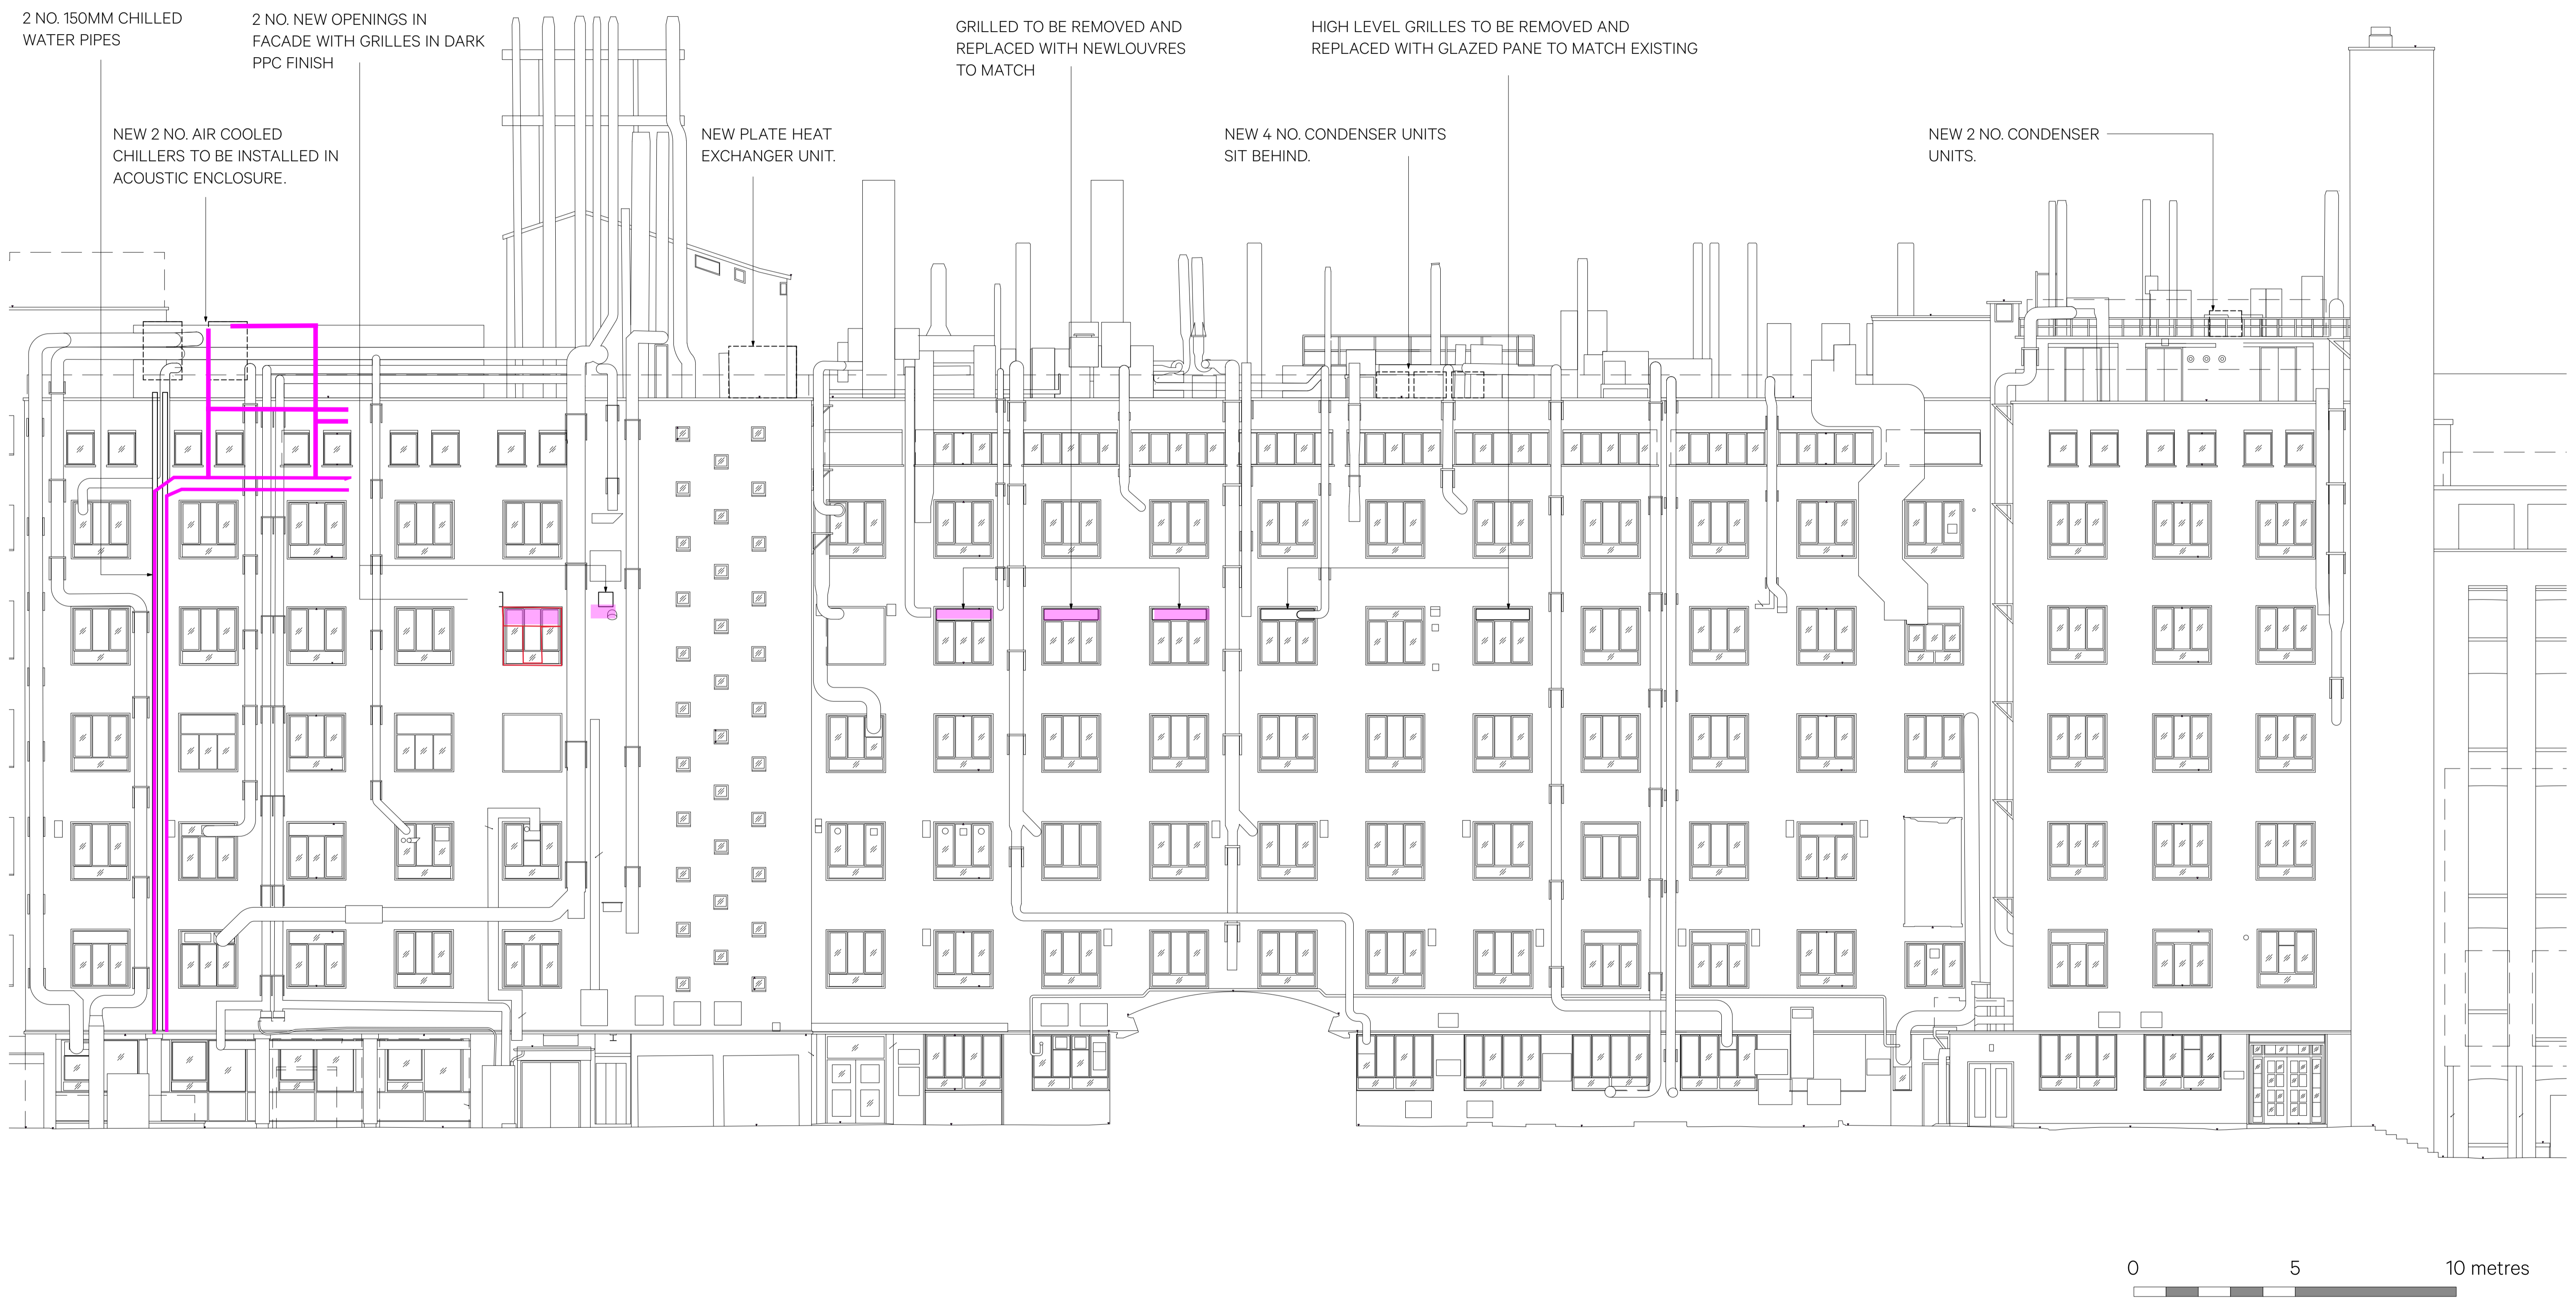 2 NO. 150MM CHILLED
WATER PIPES
2 NO. NEW OPENINGS IN
FACADE WITH GRILLES IN DARK
PPC FINISH
GRILLED TO BE REMOVED AND
REPLACED WITH NEWLOUVRES
TO MATCH
HIGH LEVEL GRILLES TO BE REMOVED AND
REPLACED WITH GLAZED PANE TO MATCH EXISTING
NEW 2 NO. AIR COOLED
CHILLERS TO BE INSTALLED IN
ACOUSTIC ENCLOSURE.
NEW PLATE HEAT
EXCHANGER UNIT.
NEW 4 NO. CONDENSER UNITS
SIT BEHIND.
NEW 2 NO. CONDENSER
UNITS.
0 5 10 metres